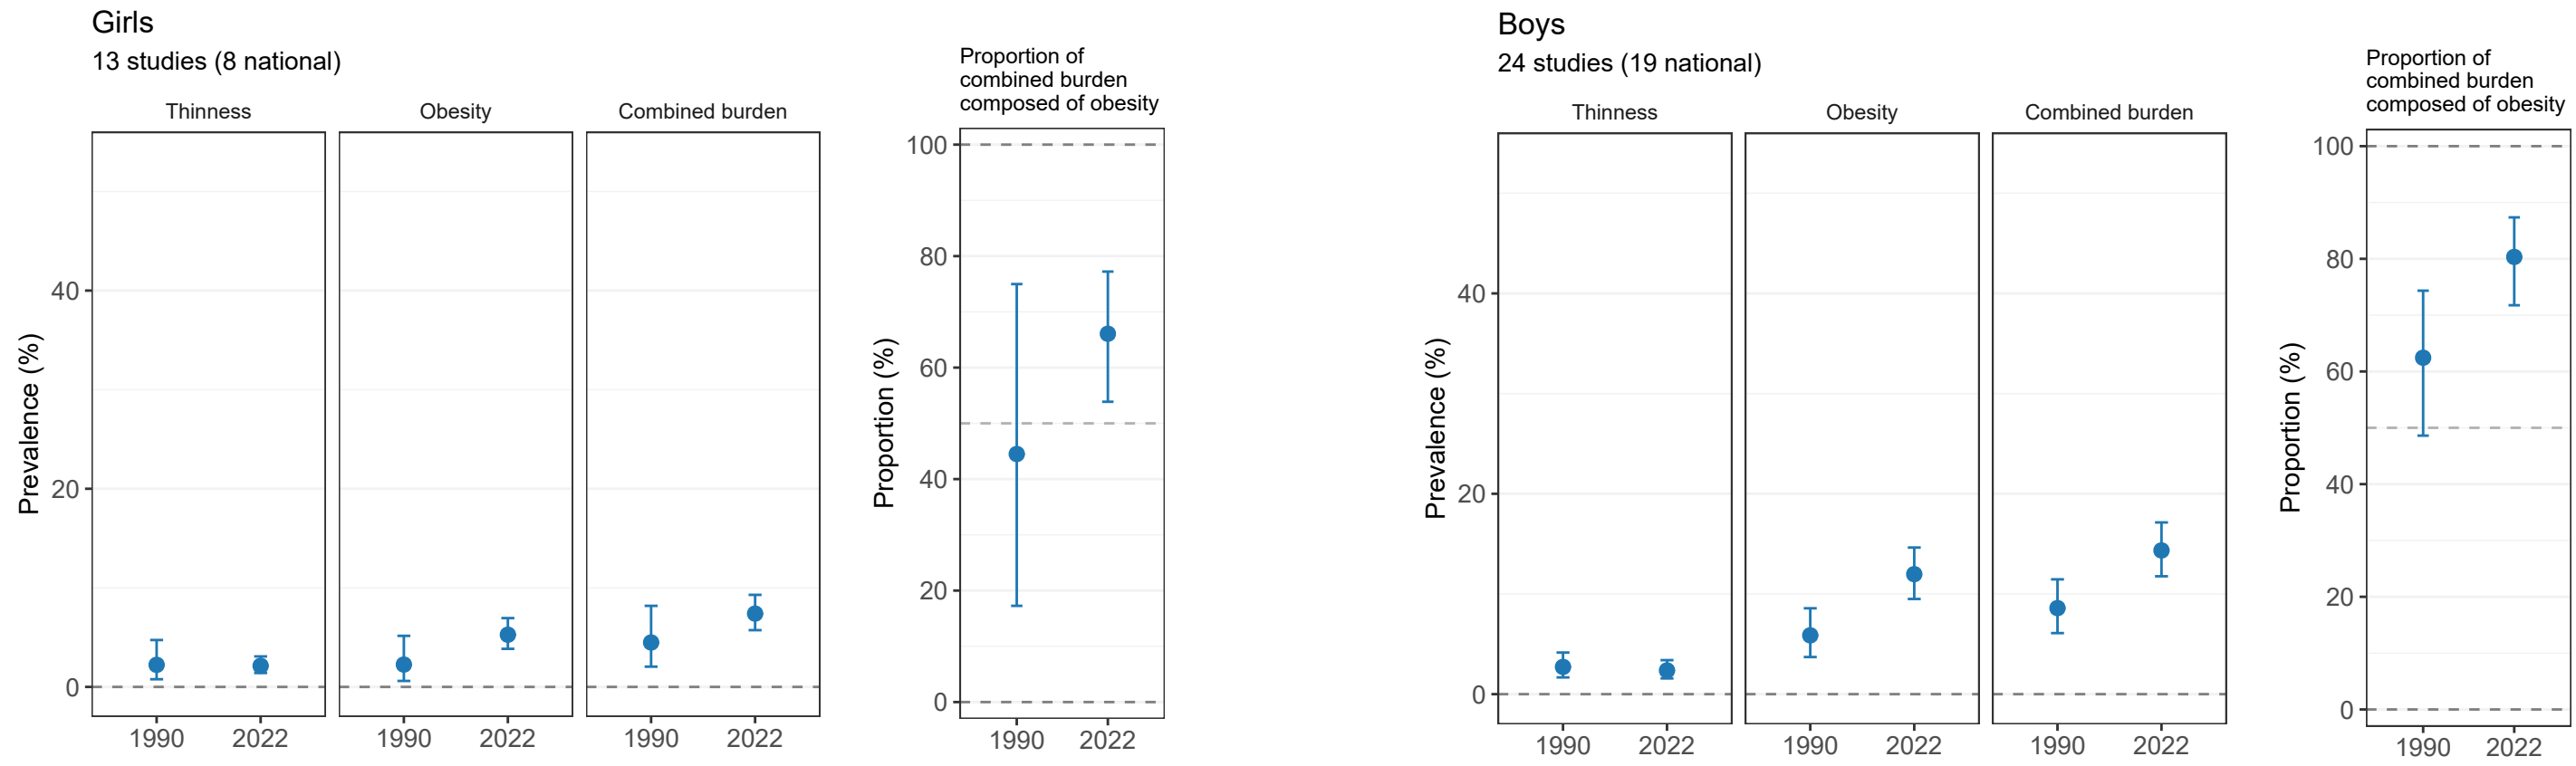 Girls
13 studies (8 national)
Thinness
Obesity
Combined burden
Prevalence (%)
40
20
0
1990 2022
1990 2022
1990 2022
Proportion of
combined burden
composed of obesity
Proportion (%)
100
80
60
40
20
0
1990 2022
Boys
24 studies (19 national)
Thinness
Obesity
Combined burden
Prevalence (%)
40
20
0
1990 2022
1990 2022
1990 2022
Proportion of
combined burden
composed of obesity
Proportion (%)
100
80
60
40
20
0
1990 2022